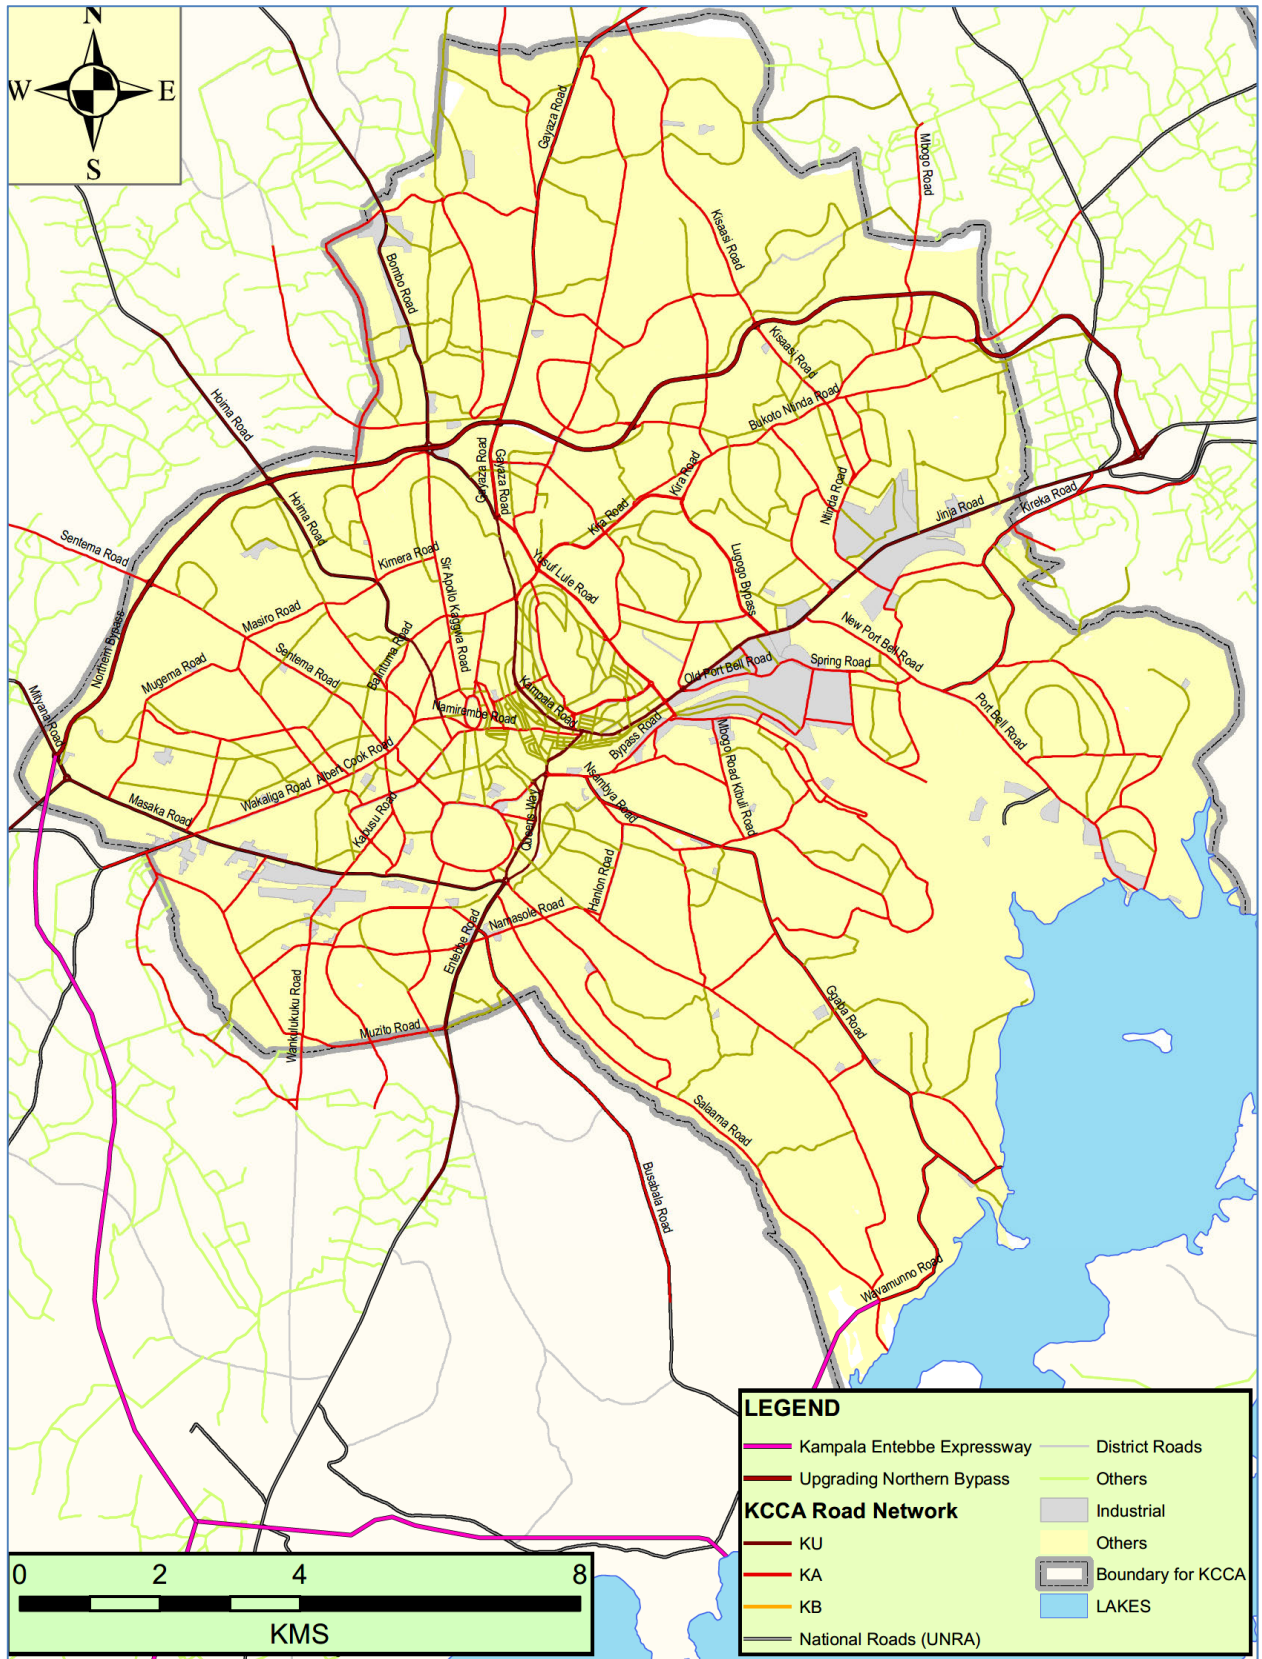 N
W
E
S
Gayaza Road
Mbogo Road
Kisaasi Road
Bombo Road
Kisaasi Road
Hoima Road
Bukoto Ntinda Road
Gayaza Road
Gayaza Road
Kira Road
Kira Road
Ntinda Road
Jinja Road
Kireka Road
Hoima Road
Sentema Road
Kimera Road
Sir Apollo Kaggwa Road
Yusuf Lule Road
Lugogo Bypass
Masiro Road
New Port Bell Road
Northern Bypass
Mugema Road
Sentema Road
Balintuma Road
Old Port Bell Road
Spring Road
Mityana Road
Namirembe Road
Kampala Road
Bypass Road
Port Bell Road
Mbogo Road Kibuli Road
Albert Cook Road
Wakaliga Road
Masaka Road
Kabusu Road
Queens Way
Nsambya Road
Hanlon Road
Namasole Road
Entebbe Road
Wankulukuku Road
Muzito Road
Ggaba Road
Salaama Road
Busabala Road
Wavamunno Road
LEGEND
Kampala Entebbe Expressway
Upgrading Northern Bypass
KCCA Road Network
KU
KA
KB
National Roads (UNRA)
District Roads
Others
Industrial
Others
Boundary for KCCA
LAKES
0 2 4 8
KMS